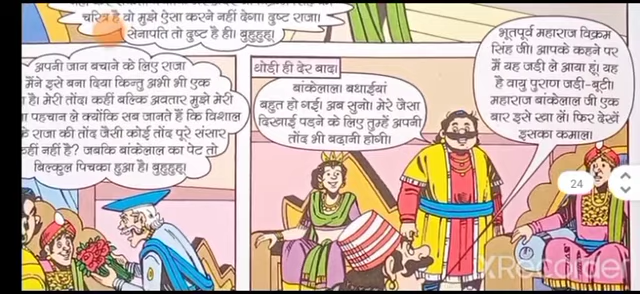 चरित्र है वो मुझे ऐसा करने नहीं देगा। दुष्ट राजा।
सेनापति तो दुष्ट है ही। बुहुहुहु।
अपनी जान बचाने के लिए राजा
मैंने इसे बना दिया किन्तु अभी भी एक
है। मेरी तोंद। कहीं बल्कि अवतार मुझे मेरी
पहचान ले क्योंकि सब जानते हैं कि विशाल
के राजा की तोंद जैसी कोई तोंद पूरे संसार
कहीं नहीं है? जबकि बांकेलाल का पेट तो
बिल्कुल पिचका हुआ है। बुहुहुहु।
थोड़ी ही देर बाद।
बांकेलाला बधाईयां
बहुत हो गई। अब सुनो। मेरे जैसा
दिखाई पड़ने के लिए तुम्हें अपनी
तोंद भी बढ़ानी होगी।
भूतपूर्व महाराज विक्रम
सिंह जी। आपके कहने पर
मैं यह जड़ी ले आया हूं। यह
है वायु पुराण जड़ी-बूटी।
महाराज बांकेलाल जी एक
बार इसे खा लें। फिर देखें
इसका कमाल।
24
XRecorder